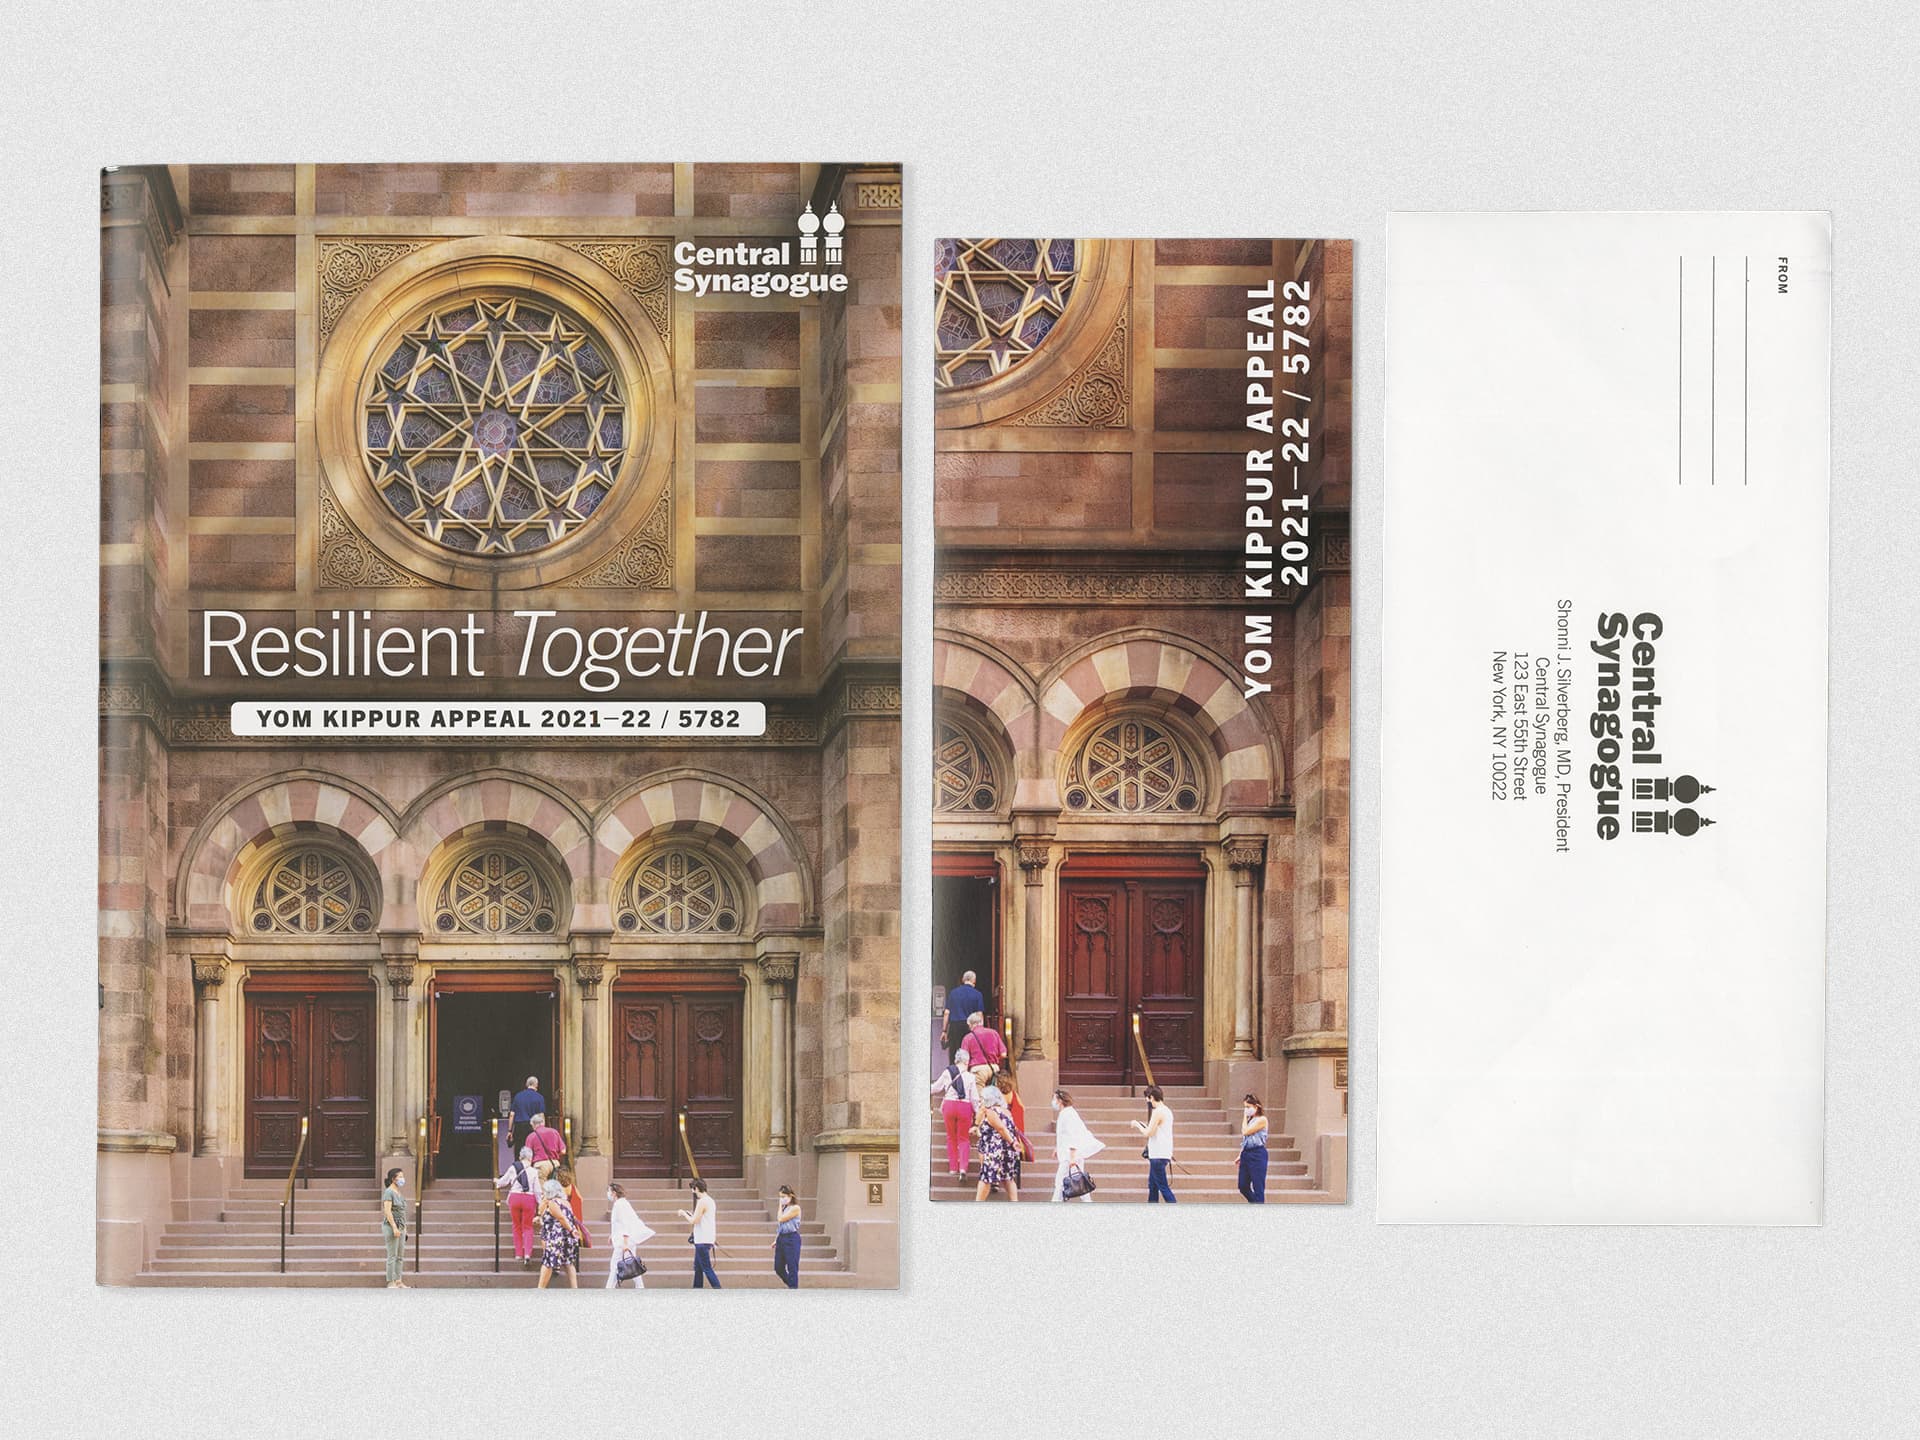 Central
Synagogue
Resilient Together
YOM KIPPUR APPEAL 2021–22 / 5782
YOM KIPPUR APPEAL
2021–22 / 5782
FROM
Central
Synagogue
Shonni J. Silverberg, MD, President
Central Synagogue
123 East 55th Street
New York, NY 10022